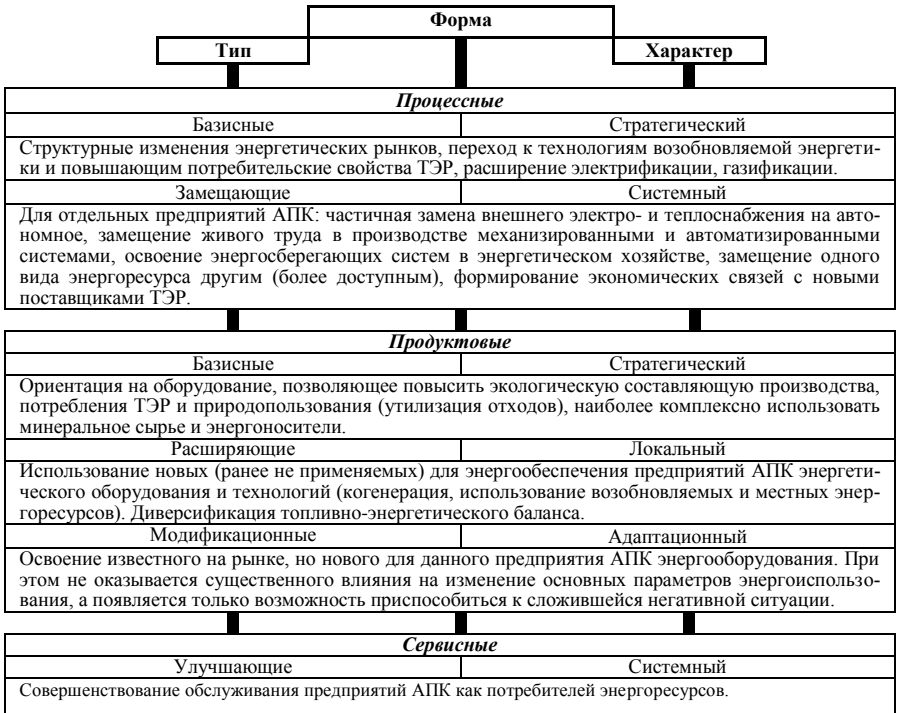 Форма
Тип Характер
Процессные
Базисные Стратегический
Структурные изменения энергетических рынков, переход к технологиям возобновляемой энергети-
ки и повышающим потребительские свойства ТЭР, расширение электрификации, газификации.
Замещающие Системный
Для отдельных предприятий АПК: частичная замена внешнего электро- и теплоснабжения на авто-
номное, замещение живого труда в производстве механизированными и автоматизированными
системами, освоение энергосберегающих систем в энергетическом хозяйстве, замещение одного
вида энергоресурса другим (более доступным), формирование экономических связей с новыми
поставщиками ТЭР.
Продуктовые
Базисные Стратегический
Ориентация на оборудование, позволяющее повысить экологическую составляющую производства,
потребления ТЭР и природопользования (утилизация отходов), наиболее комплексно использовать
минеральное сырье и энергоносители.
Расширяющие Локальный
Использование новых (ранее не применяемых) для энергообеспечения предприятий АПК энергети-
ческого оборудования и технологий (когенерация, использование возобновляемых и местных энер-
горесурсов). Диверсификация топливно-энергетического баланса.
Модификационные Адаптационный
Освоение известного на рынке, но нового для данного предприятия АПК энергооборудования. При
этом не оказывается существенного влияния на изменение основных параметров энергоиспользо-
вания, а появляется только возможность приспособиться к сложившейся негативной ситуации.
Сервисные
Улучшающие Системный
Совершенствование обслуживания предприятий АПК как потребителей энергоресурсов.